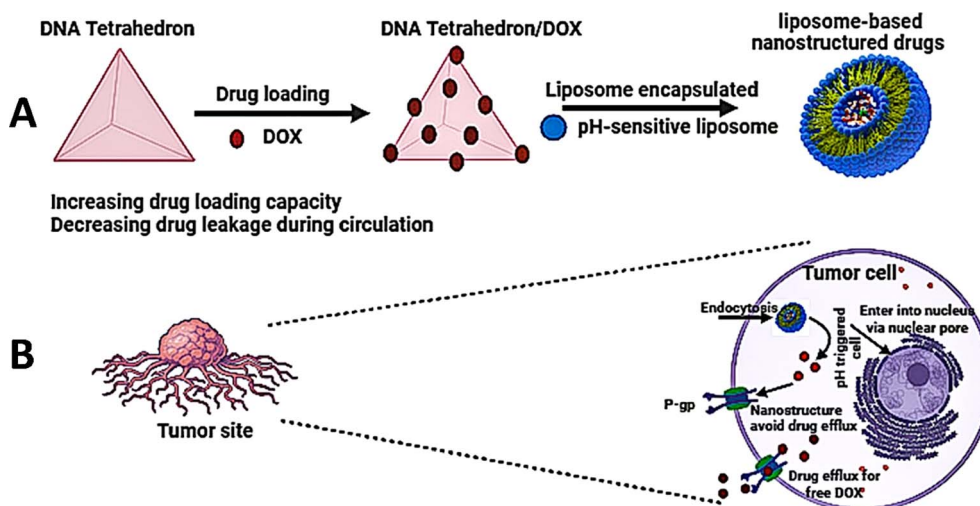 DNA Tetrahedron
DNA Tetrahedron/DOX
liposome-based
nanostructured drugs
A
Drug loading
DOX
Liposome encapsulated
pH-sensitive liposome
Increasing drug loading capacity
Decreasing drug leakage during circulation
B
Tumor site
Tumor cell
Endocytosis
pH triggered
cell
Enter into nucleus
via nuclear pore
P-gp
Nanostructure
avoid drug efflux
Drug efflux for
free DOX